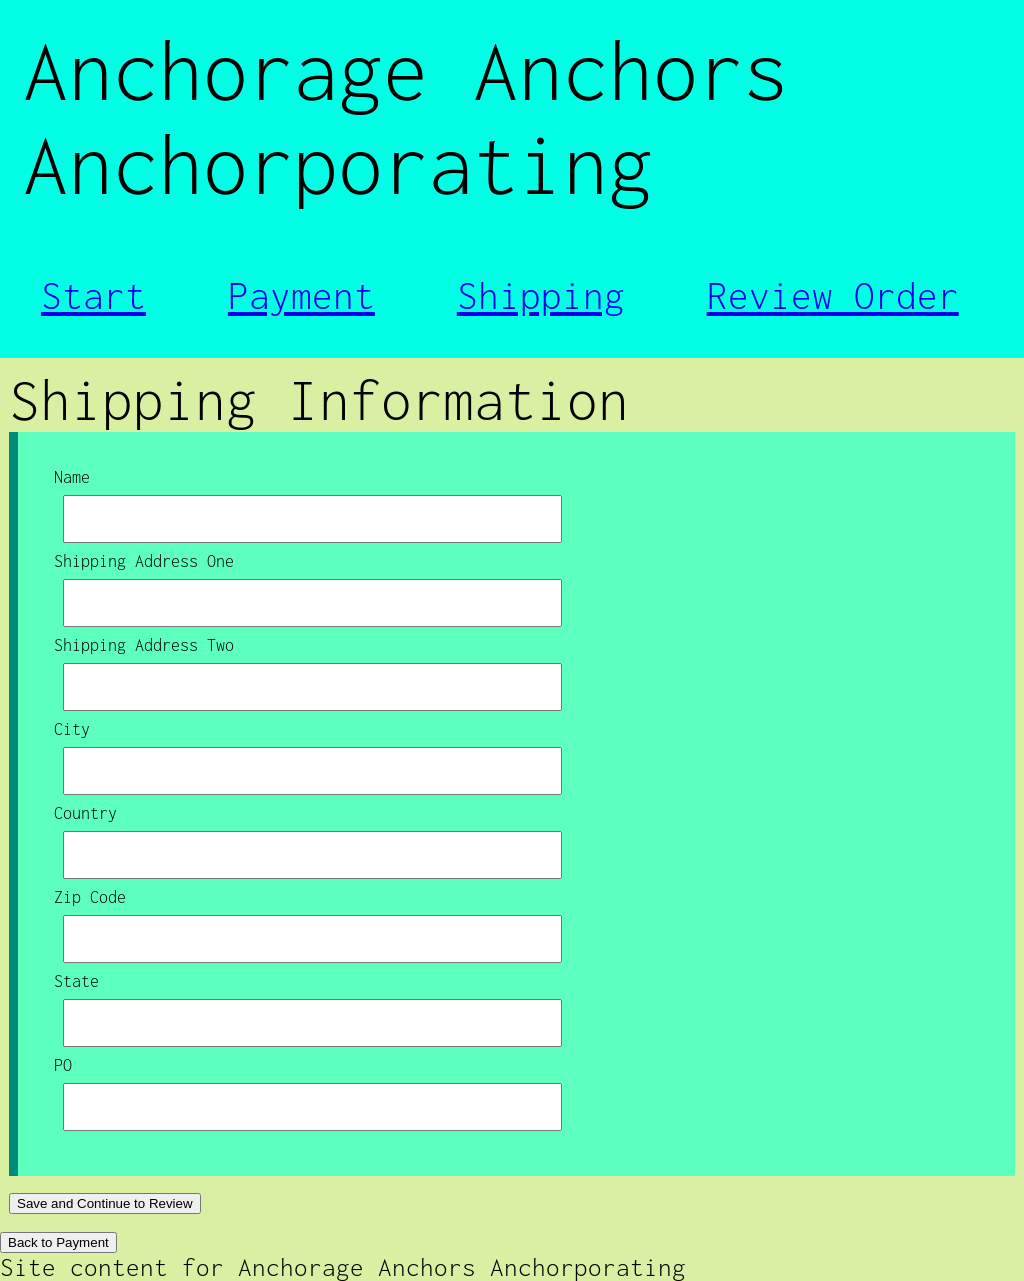 Anchorage Anchors
Anchorporating
Start Payment Shipping Review Order
Shipping Information
Name
Shipping Address One
Shipping Address Two
City
Country
Zip Code
State
PO
Save and Continue to Review
Back to Payment
Site content for Anchorage Anchors Anchorporating